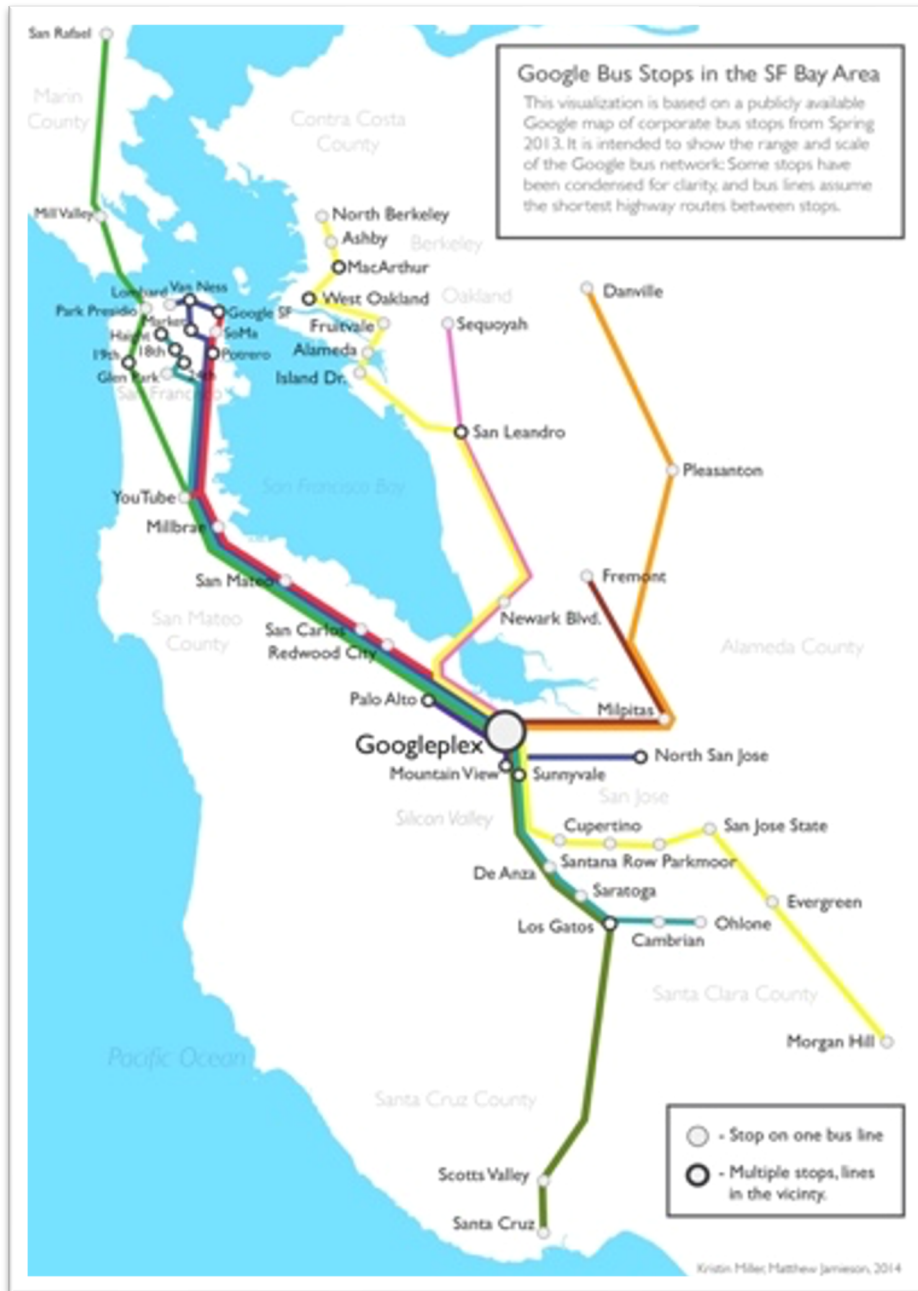 San Rafael
Google Bus Stops in the SF Bay Area
This visualization is based on a publicly available
Google map of corporate bus stops from Spring
2013. It is intended to show the range and scale
of the Google bus network: Some stops have
been condensed for clarity, and bus lines assume
the shortest highway routes between stops.
Marin
County
Contra Costa
County
Mill Valley
North Berkeley
Ashby
Berkeley
MacArthur
Lombard
Van Ness
West Oakland
Oakland
Danville
Park Presidio
Market
Google SF
Fruitvale
Sequoyah
Haight
SoMa
19th
18th
Potrero
Alameda
Glen Park
24th
Island Dr.
San Francisco
San Leandro
Pleasanton
San Francisco Bay
YouTube
Millbrae
San Mateo
Fremont
Newark Blvd.
San Mateo
County
San Carlos
Redwood City
Alameda County
Palo Alto
Milpitas
Googleplex
North San Jose
Mountain View
Sunnyvale
San Jose
Silicon Valley
Cupertino
San Jose State
De Anza
Santana Row
Parkmoor
Saratoga
Evergreen
Los Gatos
Cambrian
Ohlone
Santa Clara County
Morgan Hill
Pacific Ocean
Santa Cruz County
- Stop on one bus line
- Multiple stops, lines
in the vicinty.
Scotts Valley
Santa Cruz
Kristin Miller, Matthew Jamieson, 2014